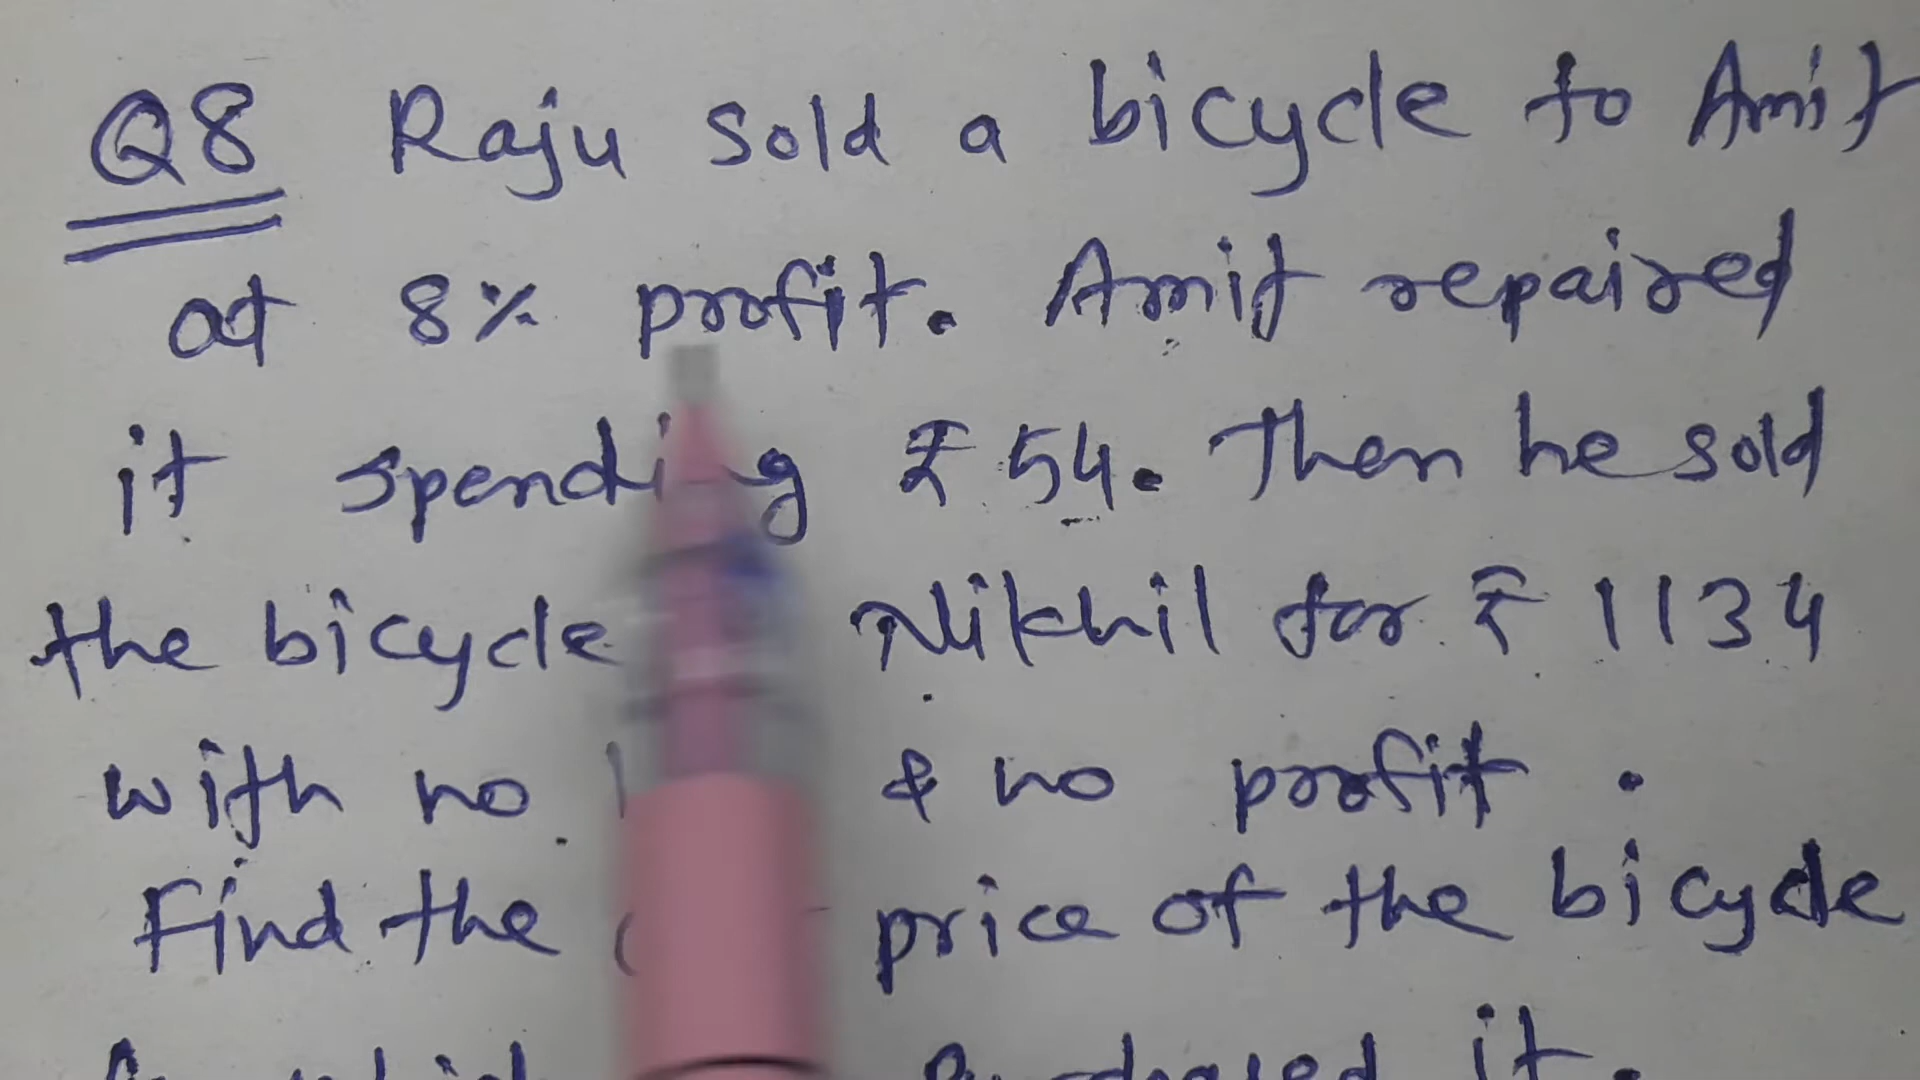 Q8 Raju sold a bicycle to Amit
at 8% profit. Amit repaired
it spending ₹ 54. Then he sold
the bicycle Nikhil for ₹ 1134
with no & no profit.
Find the price of the bicycle
it.